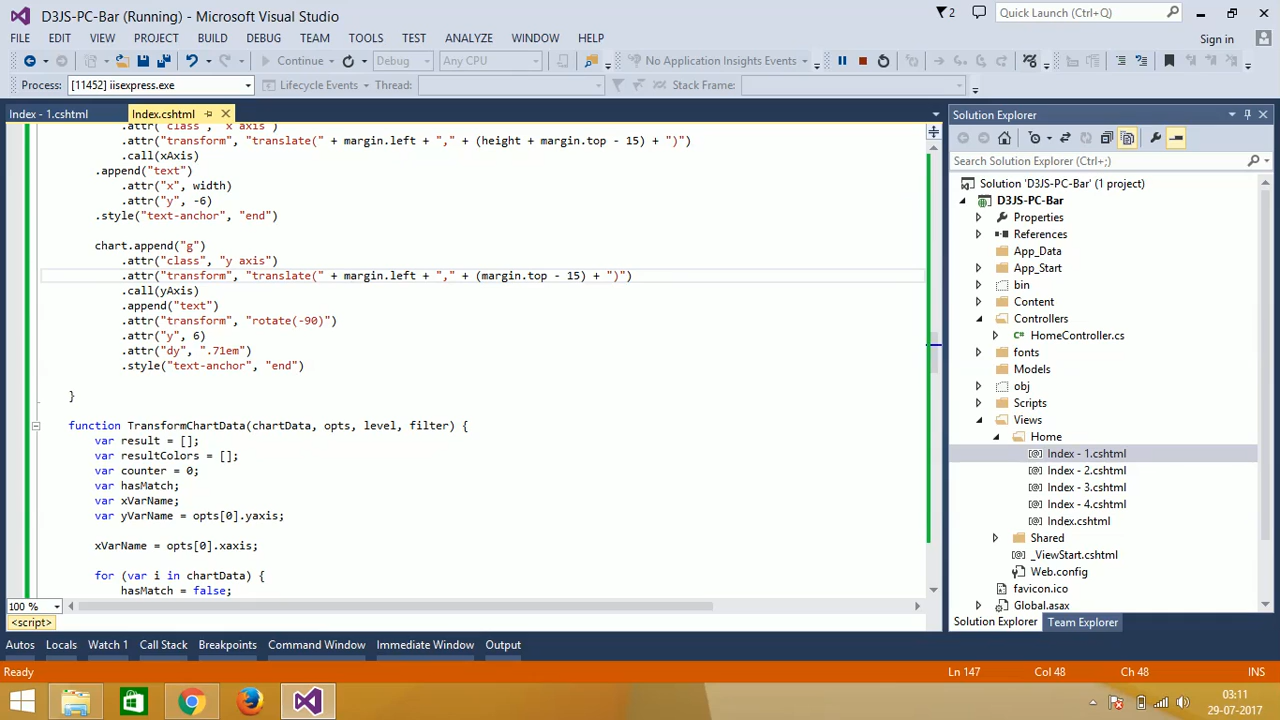 D3JS-PC-Bar (Running) - Microsoft Visual Studio
2
Quick Launch (Ctrl+Q)
FILE EDIT VIEW PROJECT BUILD DEBUG TEAM TOOLS TEST ANALYZE WINDOW HELP
Sign in
Continue Debug Any CPU No Application Insights Events
Process: [11452] iisexpress.exe Lifecycle Events Thread: Stack Frame:
Index - 1.cshtml Index.cshtml
.attr("class", "x axis")
.attr("transform", "translate(" + margin.left + "," + (height + margin.top - 15) + ")")
.call(xAxis)
.append("text")
.attr("x", width)
.attr("y", -6)
.style("text-anchor", "end")
chart.append("g")
.attr("class", "y axis")
.attr("transform", "translate(" + margin.left + "," + (margin.top - 15) + ")")
.call(yAxis)
.append("text")
.attr("transform", "rotate(-90)")
.attr("y", 6)
.attr("dy", ".71em")
.style("text-anchor", "end")
}
function TransformChartData(chartData, opts, level, filter) {
var result = [];
var resultColors = [];
var counter = 0;
var hasMatch;
var xVarName;
var yVarName = opts[0].yaxis;
xVarName = opts[0].xaxis;
for (var i in chartData) {
hasMatch = false;
100 %
<script>
Solution Explorer
Search Solution Explorer (Ctrl+;)
Solution 'D3JS-PC-Bar' (1 project)
D3JS-PC-Bar
Properties
References
App_Data
App_Start
bin
Content
Controllers
HomeController.cs
fonts
Models
obj
Scripts
Views
Home
Index - 1.cshtml
Index - 2.cshtml
Index - 3.cshtml
Index - 4.cshtml
Index.cshtml
Shared
_ViewStart.cshtml
Web.config
favicon.ico
Global.asax
Solution Explorer Team Explorer
Autos Locals Watch 1 Call Stack Breakpoints Command Window Immediate Window Output
Ready Ln 147 Col 48 Ch 48 INS
03:11
29-07-2017